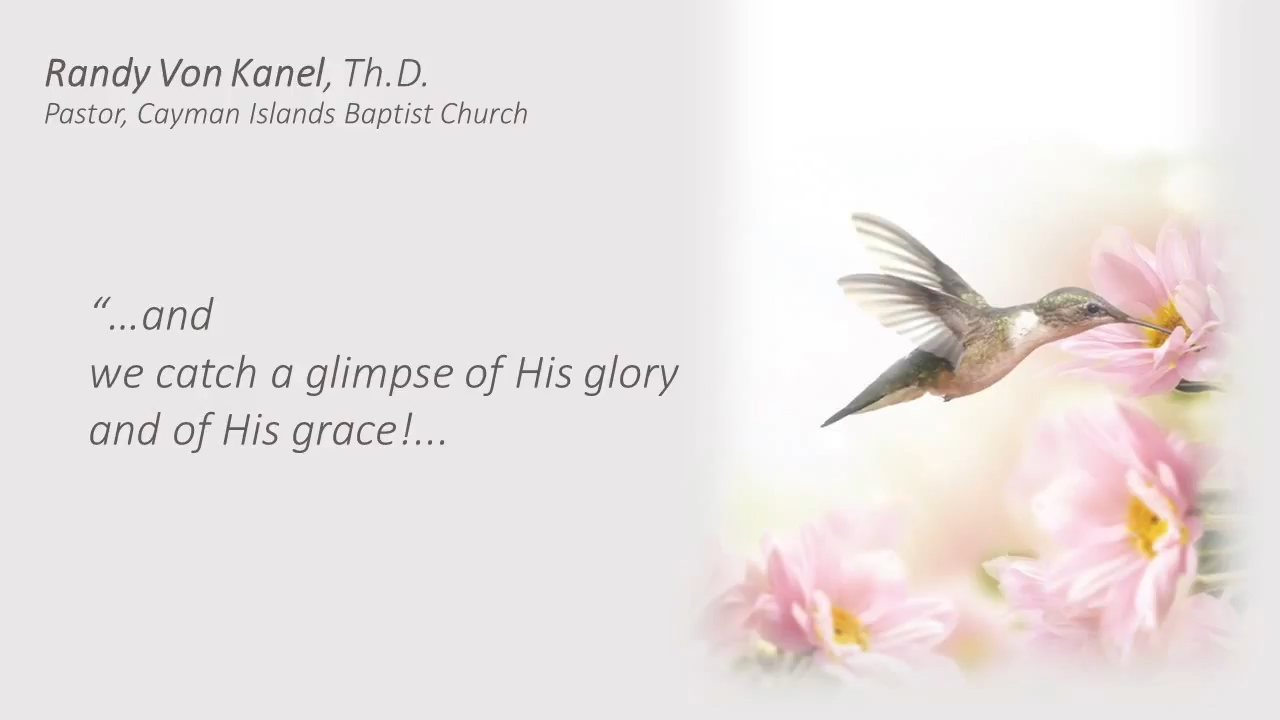 Randy Von Kanel, Th.D.
Pastor, Cayman Islands Baptist Church
“...and
we catch a glimpse of His glory
and of His grace!...